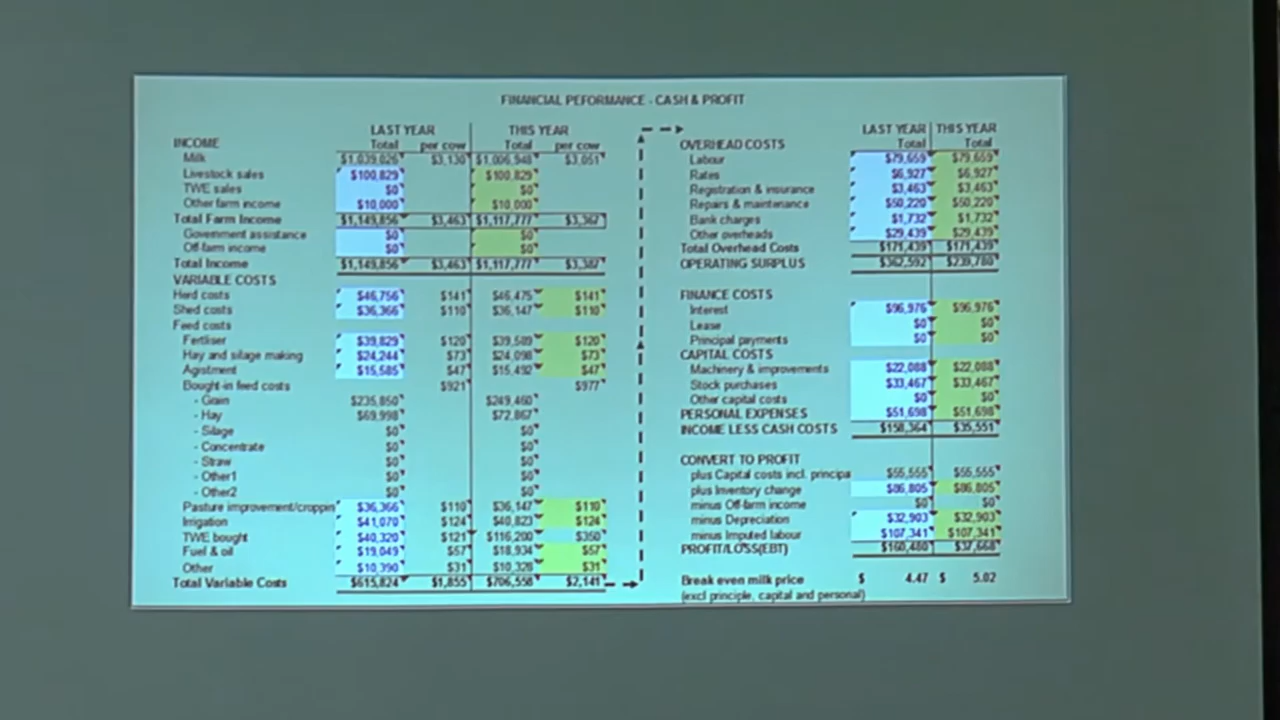 FINANCIAL PEFORMANCE - CASH & PROFIT
LAST YEAR THIS YEAR
INCOME Total per cow Total per cow
Milk $1,039,026 $3,130 $1,006,948 $3,051
Livestock sales $100,829 $100,829
TWE sales $0 $0
Other farm income $10,000 $10,000
Total Farm Income $1,149,856 $3,463 $1,117,777
Government assistance $0 $0
Off-farm income $0 $0
Total Income $1,149,856 $3,463 $1,117,777
VARIABLE COSTS
Herd costs $46,756 $141 $46,475 $141
Shed costs $36,366 $110 $36,147 $110
Feed costs
Fertliser $39,829 $120 $39,589 $120
Hay and silage making $24,244 $73 $24,098 $73
Agistment $15,585 $47 $15,492 $47
Bought-in feed costs $921 $977
- Grain $235,850 $249,460
- Hay $69,998 $72,867
- Silage $0 $0
- Concentrate $0 $0
- Straw $0 $0
- Other1 $0 $0
- Other2 $0 $0
Pasture improvement/croppin $36,366 $110 $36,147 $110
Irrigation $41,070 $124 $40,823 $124
TWE bought $40,320 $121 $116,200 $350
Fuel & oil $19,049 $57 $18,934 $57
Other $10,390 $31 $10,328 $31
Total Variable Costs $615,824 $1,855 $706,558 $2,141
LAST YEAR THIS YEAR
OVERHEAD COSTS Total Total
Labour $79,659 $79,659
Rates $6,927 $6,927
Registration & insurance $3,463 $3,463
Repairs & maintenance $50,220 $50,220
Bank charges $1,732 $1,732
Other overheads $29,439 $29,439
Total Overhead Costs $171,439 $171,439
OPERATING SURPLUS $362,592 $239,780
FINANCE COSTS
Interest $96,976 $96,976
Lease $0 $0
Principal payments $0 $0
CAPITAL COSTS
Machinery & improvements $22,088 $22,088
Stock purchases $33,467 $33,467
Other capital costs $0 $0
PERSONAL EXPENSES $51,698 $51,698
INCOME LESS CASH COSTS $158,364 $35,551
CONVERT TO PROFIT
plus Capital costs incl. principa $55,555 $55,555
plus Inventory change $86,805 $86,805
minus Off-farm income $0 $0
minus Depreciation $32,903 $32,903
minus Imputed labour $107,341 $107,341
PROFIT/LOSS(EBT) $160,480 $37,668
Break even milk price $ 4.47 $ 5.02
(excl principle, capital and personal)